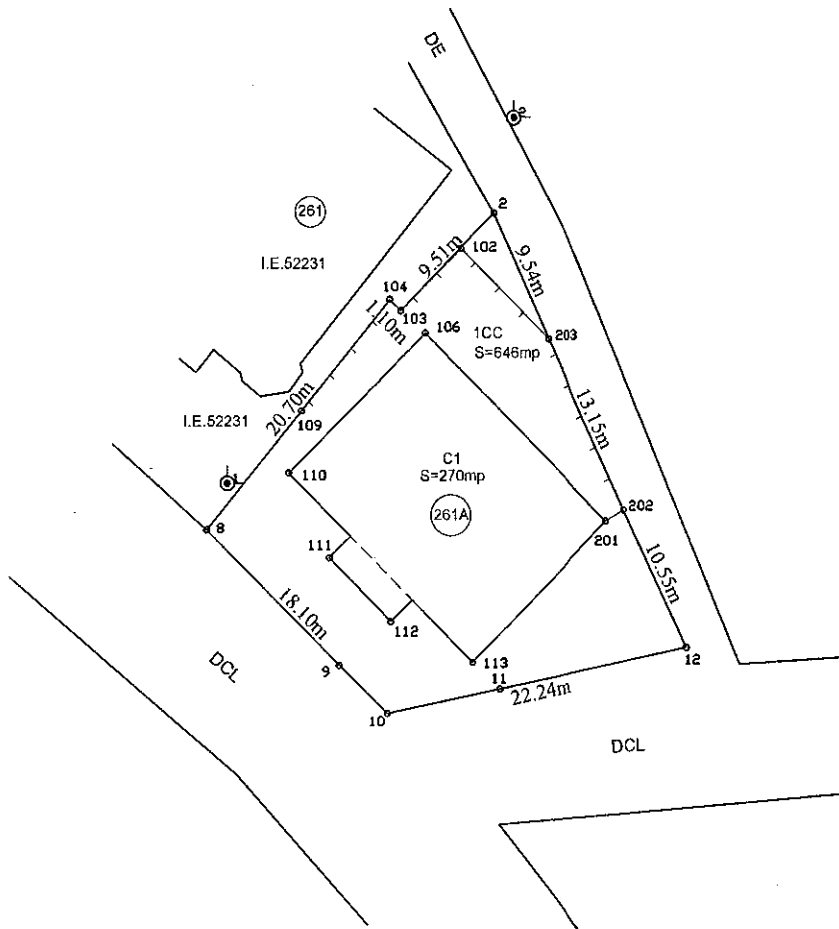 DE
2
261
2
I.E.52231
102
9.51m
9.54m
104
103
1.10m
106
1CC
S=646mp
203
20.70m
109
I.E.52231
13.15m
C1
S=270mp
110
1
261A
202
201
8
111
10.55m
18.10m
112
113
12
9
DCL
11
22.24m
10
DCL